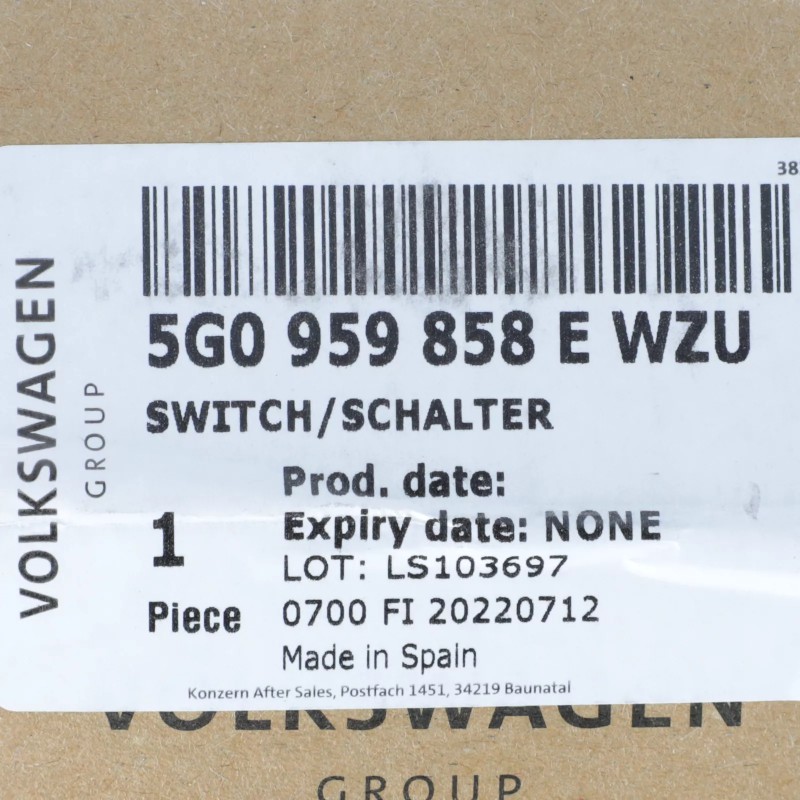 38
5G0 959 858 E WZU
SWITCH/SCHALTER
VOLKSWAGEN
GROUP
Prod. date:
1
Expiry date: NONE
LOT: LS103697
Piece
0700 FI 20220712
Made in Spain
Konzern After Sales, Postfach 1451, 34219 Baunatal
VOLKSWAGEN
GROUP